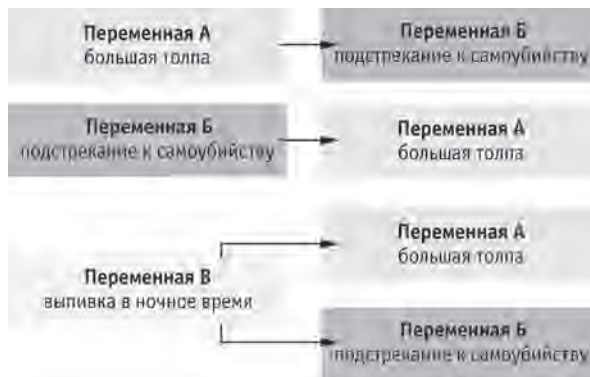 Переменная А
большая толпа
Переменная Б
подстрекание к самоубийству
Переменная Б
подстрекание к самоубийству
Переменная А
большая толпа
Переменная В
выпивка в ночное время
Переменная А
большая толпа
Переменная Б
подстрекание к самоубийству